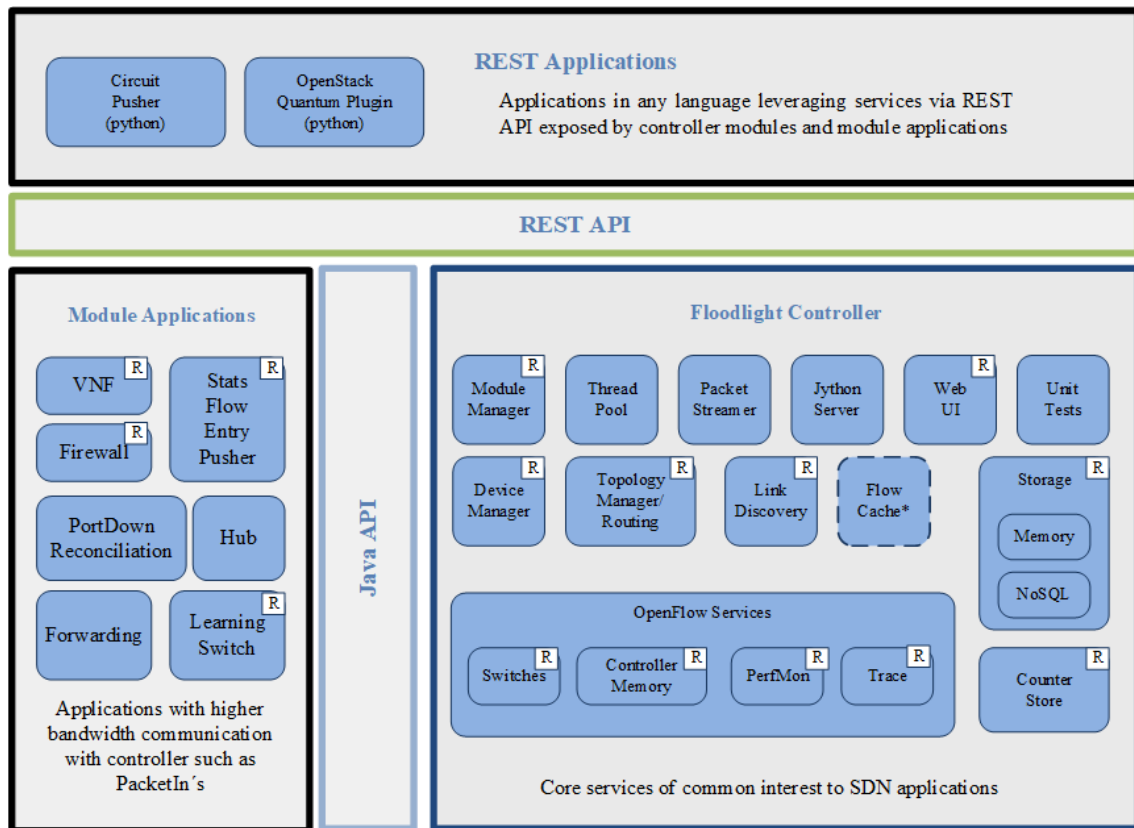 Circuit
Pusher
(python)
OpenStack
Quantum Plugin
(python)
REST Applications
Applications in any language leveraging services via REST
API exposed by controller modules and module applications
REST API
Module Applications
VNF
R
Stats
Flow
Entry
Pusher
R
Firewall
R
PortDown
Reconciliation
Hub
Forwarding
Learning
Switch
R
Applications with higher
bandwidth communication
with controller such as
PacketIn´s
Java API
Floodlight Controller
Module
Manager
R
Thread
Pool
Packet
Streamer
Jython
Server
Web
UI
R
Unit
Tests
Device
Manager
R
Topology
Manager/
Routing
R
Link
Discovery
R
Flow
Cache*
Storage
R
Memory
NoSQL
OpenFlow Services
Switches
R
Controller
Memory
R
PerfMon
R
Trace
R
Counter
Store
R
Core services of common interest to SDN applications